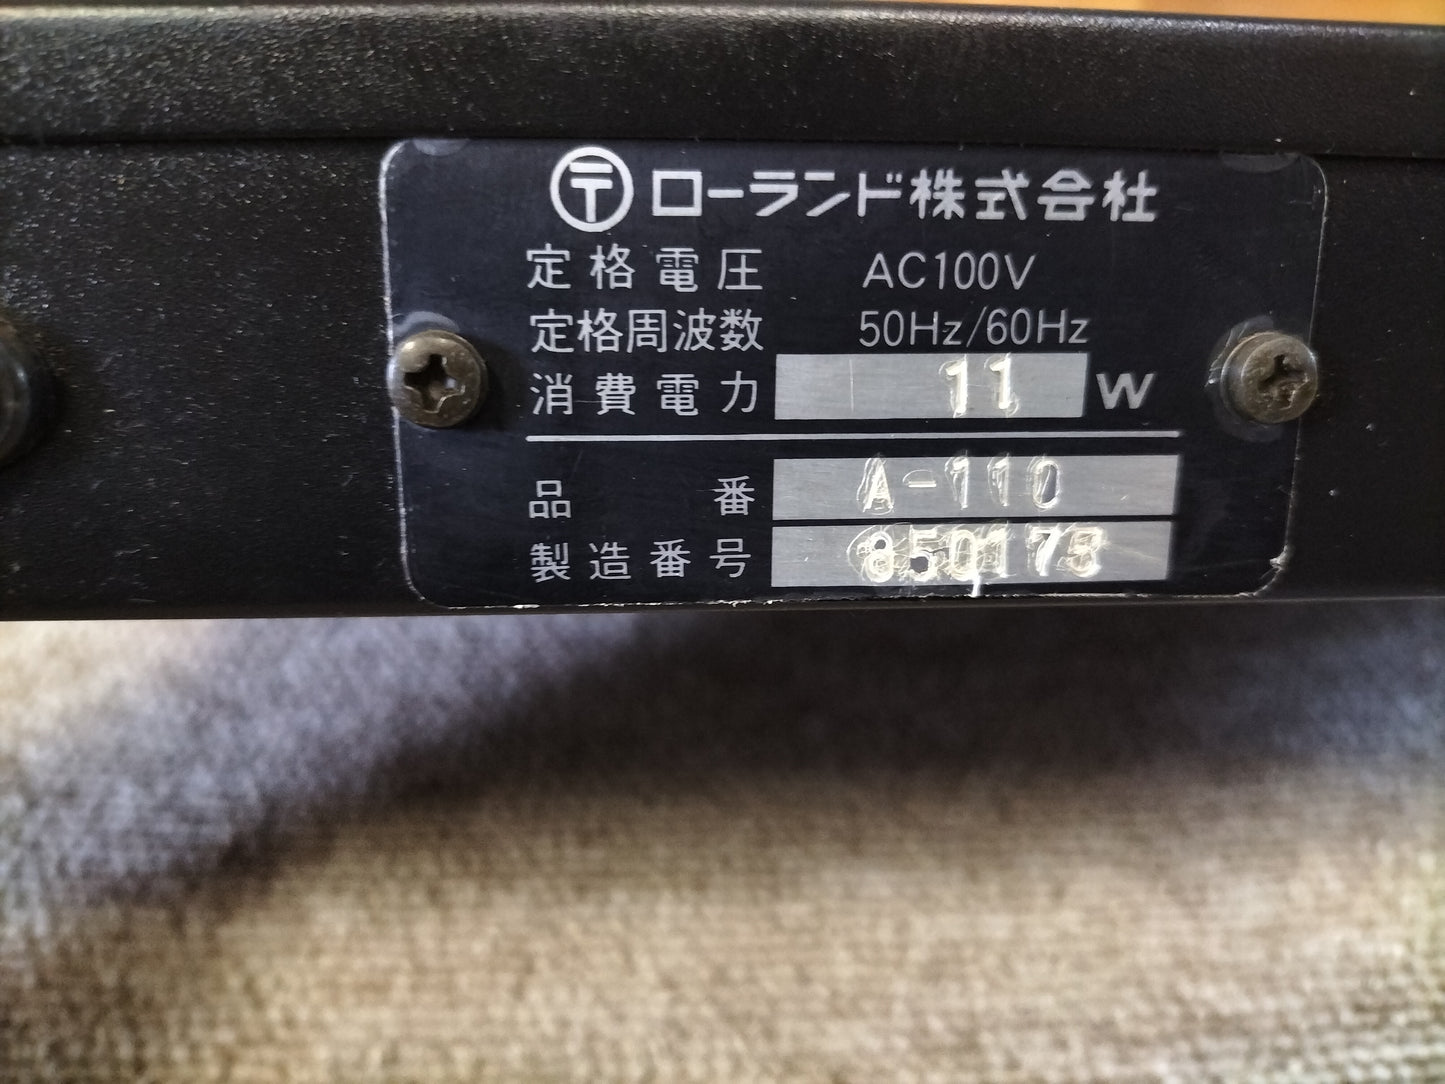 〒 ローランド株式会社
定格電圧 AC100V
定格周波数 50Hz/60Hz
消費電力 11 W
品番 A-110
製造番号 850178